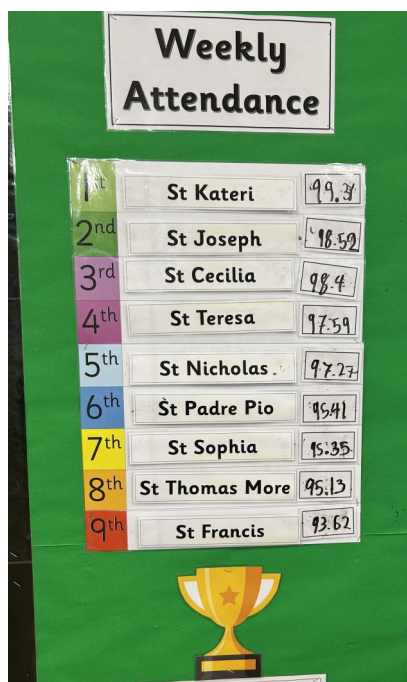 Weekly
Attendance
1st St Kateri 99.31
2nd St Joseph 98.59
3rd St Cecilia 98.4
4th St Teresa 97.59
5th St Nicholas. 97.27
6th St Padre Pio 95.41
7th St Sophia 95.35
8th St Thomas More 95.13
9th St Francis 93.62